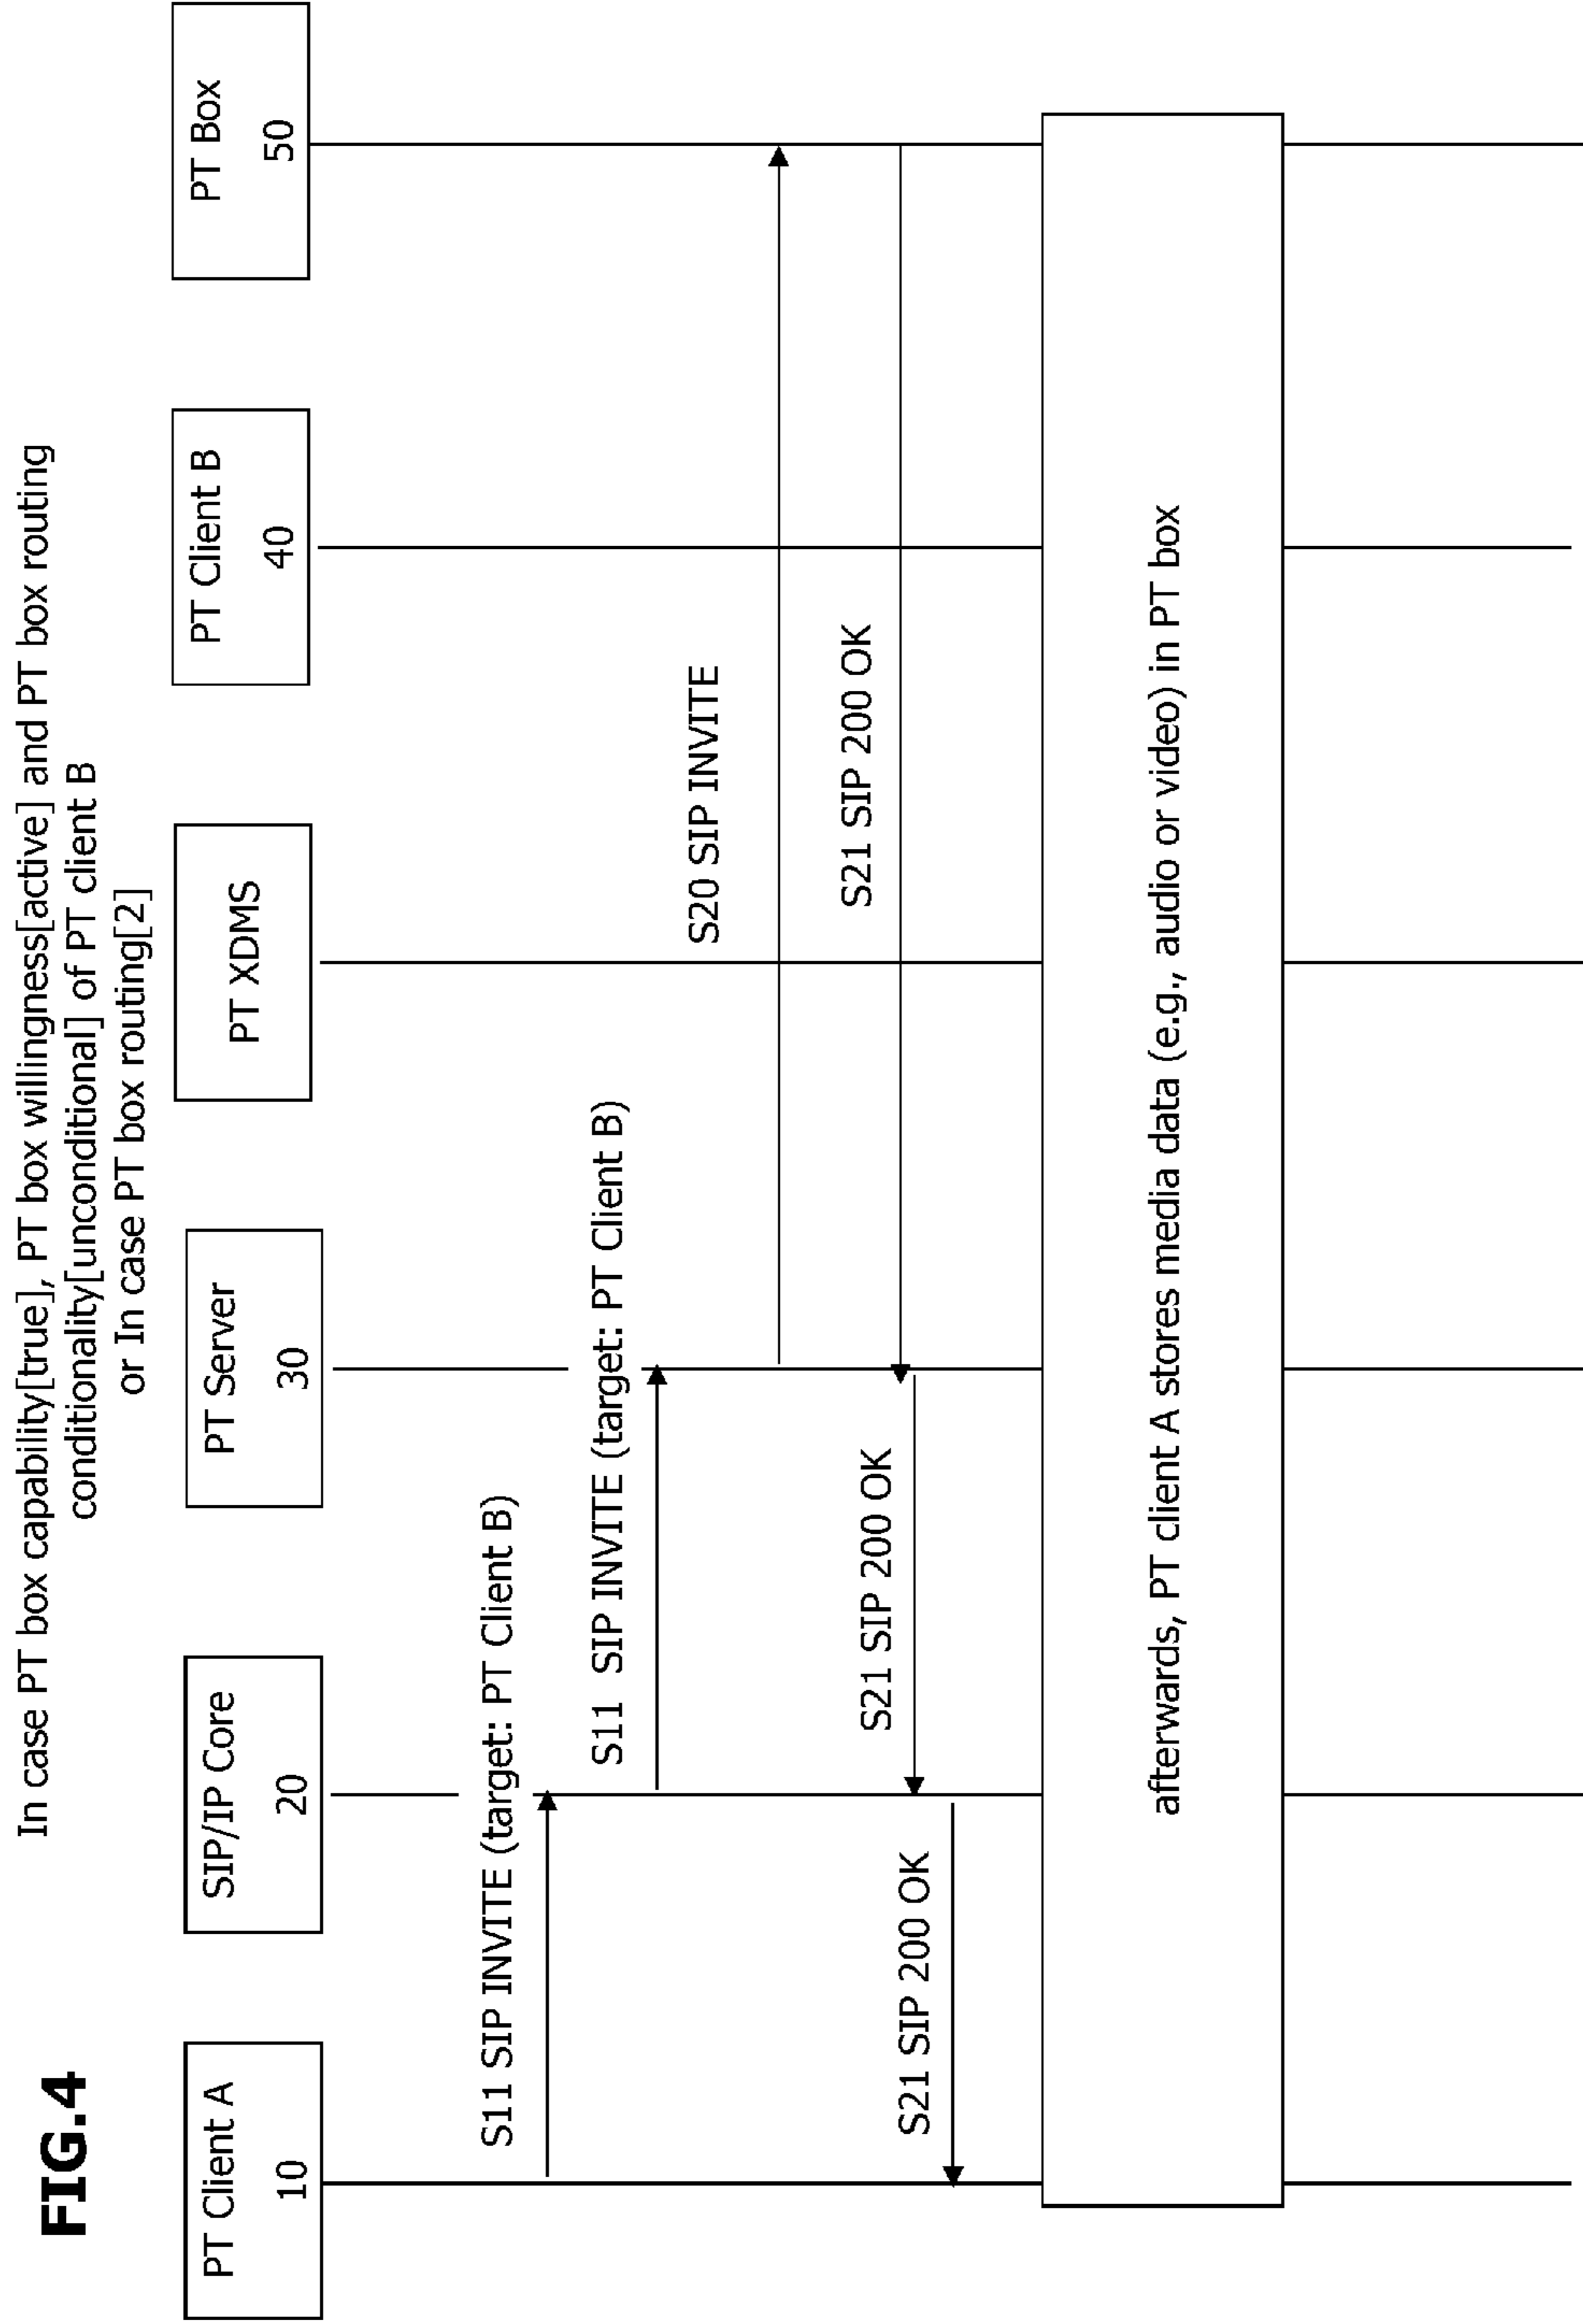 FIG.4
In case PT box capability[true], PT box willingness[active] and PT box routing
conditionality[unconditional] of PT client B
or In case PT box routing[2]
PT Client A
10
SIP/IP Core
20
PT Server
30
PT XDMS
PT Client B
40
PT Box
50
S11 SIP INVITE (target: PT Client B)
S11 SIP INVITE (target: PT Client B)
S20 SIP INVITE
S21 SIP 200 OK
S21 SIP 200 OK
S21 SIP 200 OK
afterwards, PT client A stores media data (e.g., audio or video) in PT box